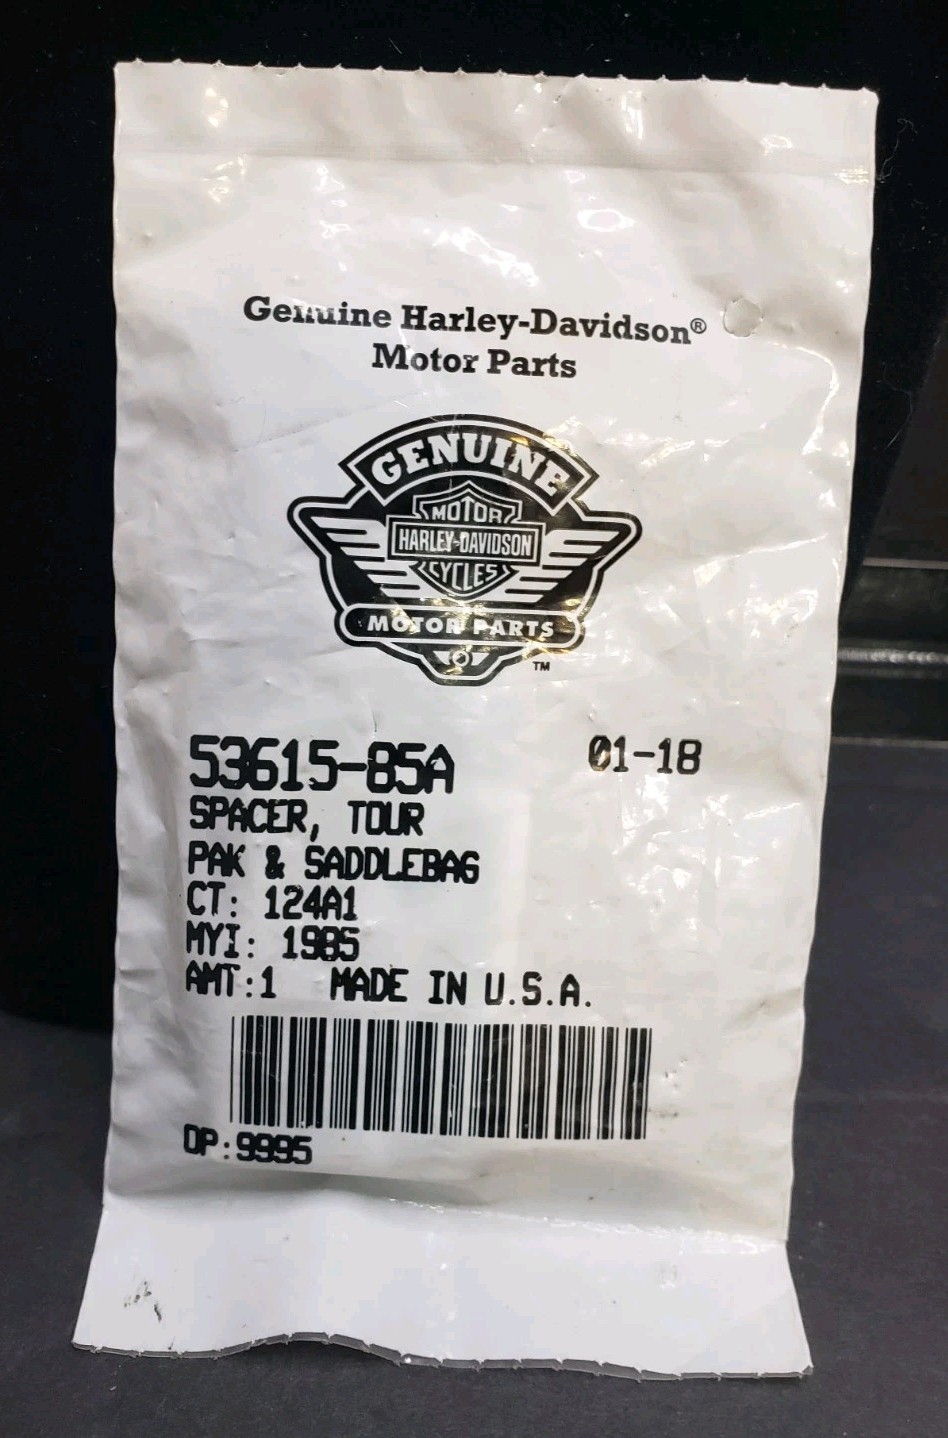 Genuine Harley-Davidson®
Motor Parts
GENUINE
MOTOR
HARLEY-DAVIDSON
CYCLES
MOTOR PARTS
TM
53615-85A 01-18
SPACER, TOUR
PAK & SADDLEBAG
CT: 124A1
MYI: 1985
AMT:1 MADE IN U.S.A.
OP:9995